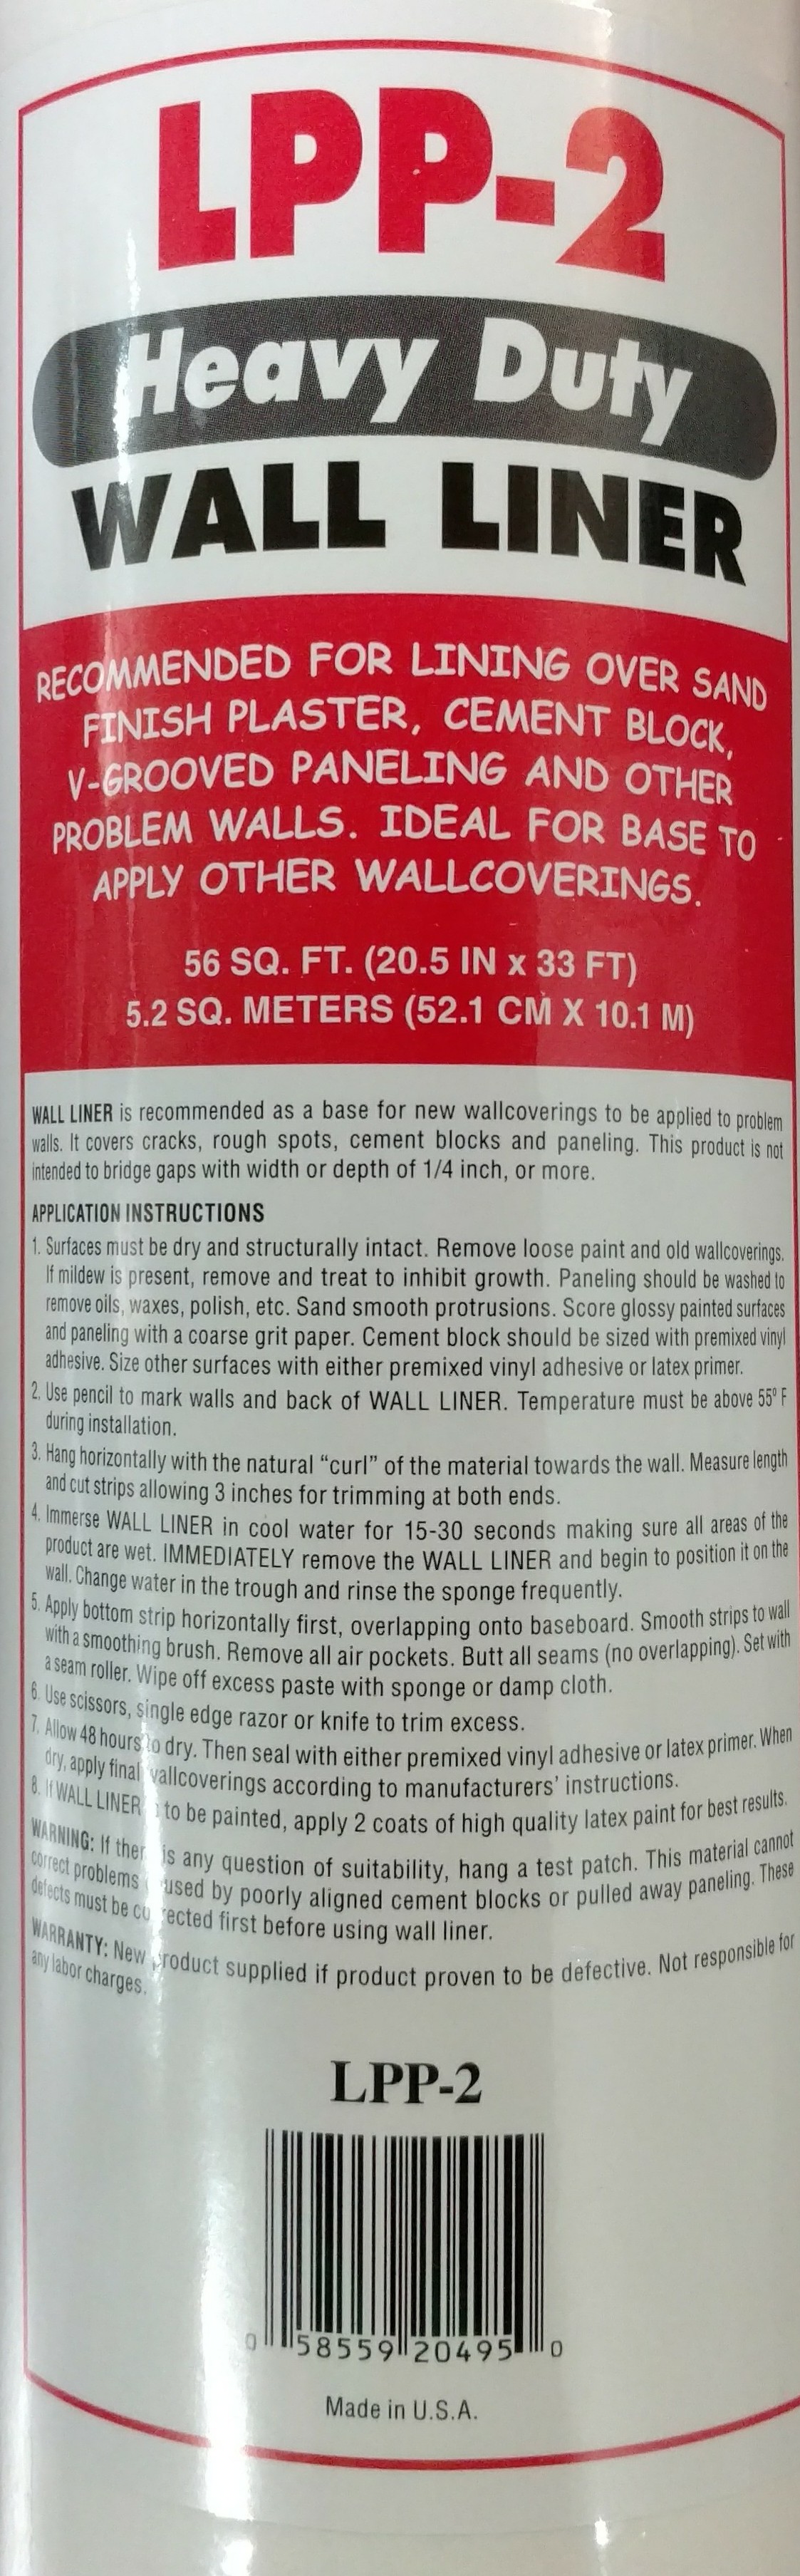 LPP-2
Heavy Duty
WALL LINER
RECOMMENDED FOR LINING OVER SAND
FINISH PLASTER, CEMENT BLOCK,
V-GROOVED PANELING AND OTHER
PROBLEM WALLS. IDEAL FOR BASE TO
APPLY OTHER WALLCOVERINGS.
56 SQ. FT. (20.5 IN x 33 FT)
5.2 SQ. METERS (52.1 CM X 10.1 M)
WALL LINER is recommended as a base for new wallcoverings to be applied to problem
walls. It covers cracks, rough spots, cement blocks and paneling. This product is not
intended to bridge gaps with width or depth of 1/4 inch, or more.
APPLICATION INSTRUCTIONS
1. Surfaces must be dry and structurally intact. Remove loose paint and old wallcoverings.
If mildew is present, remove and treat to inhibit growth. Paneling should be washed to
remove oils, waxes, polish, etc. Sand smooth protrusions. Score glossy painted surfaces
and paneling with a coarse grit paper. Cement block should be sized with premixed vinyl
adhesive. Size other surfaces with either premixed vinyl adhesive or latex primer.
2. Use pencil to mark walls and back of WALL LINER. Temperature must be above 55° F
during installation.
3. Hang horizontally with the natural “curl” of the material towards the wall. Measure length
and cut strips allowing 3 inches for trimming at both ends.
4. Immerse WALL LINER in cool water for 15-30 seconds making sure all areas of the
product are wet. IMMEDIATELY remove the WALL LINER and begin to position it on the
wall. Change water in the trough and rinse the sponge frequently.
5. Apply bottom strip horizontally first, overlapping onto baseboard. Smooth strips to wall
with a smoothing brush. Remove all air pockets. Butt all seams (no overlapping). Set with
a seam roller. Wipe off excess paste with sponge or damp cloth.
6. Use scissors, single edge razor or knife to trim excess.
7. Allow 48 hours to dry. Then seal with either premixed vinyl adhesive or latex primer. When
dry, apply final wallcoverings according to manufacturers’ instructions.
8. If WALL LINER is to be painted, apply 2 coats of high quality latex paint for best results.
WARNING: If there is any question of suitability, hang a test patch. This material cannot
correct problems caused by poorly aligned cement blocks or pulled away paneling. These
defects must be corrected first before using wall liner.
WARRANTY: New product supplied if product proven to be defective. Not responsible for
any labor charges.
LPP-2
0 58559 20495 0
Made in U.S.A.